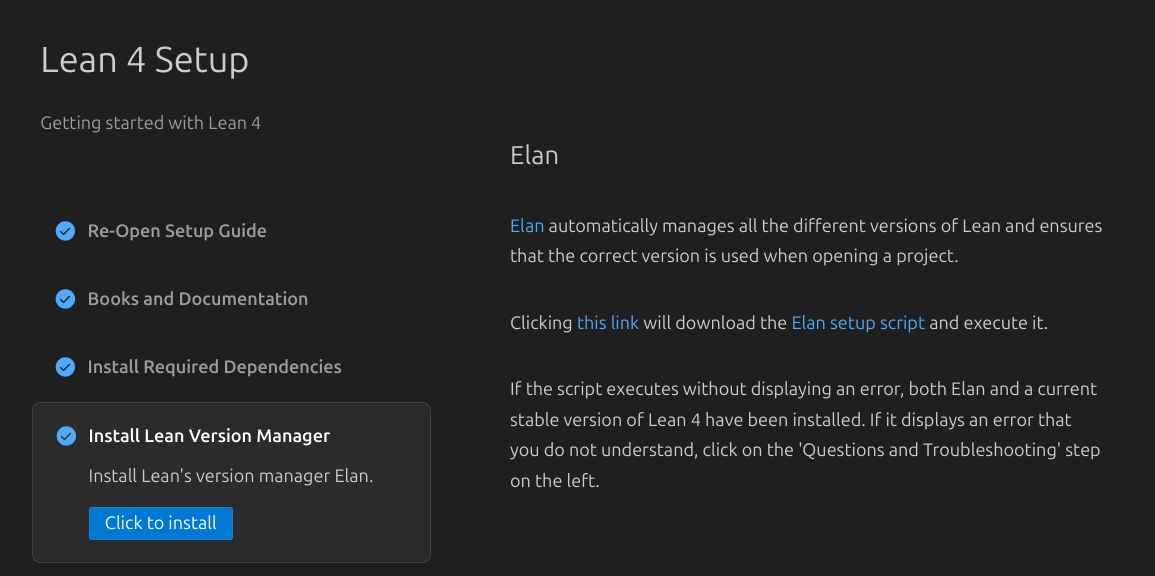 Lean 4 Setup
Getting started with Lean 4
Re-Open Setup Guide
Books and Documentation
Install Required Dependencies
Install Lean Version Manager
Install Lean's version manager Elan.
Click to install
Elan
Elan automatically manages all the different versions of Lean and ensures
that the correct version is used when opening a project.
Clicking this link will download the Elan setup script and execute it.
If the script executes without displaying an error, both Elan and a current
stable version of Lean 4 have been installed. If it displays an error that
you do not understand, click on the 'Questions and Troubleshooting' step
on the left.